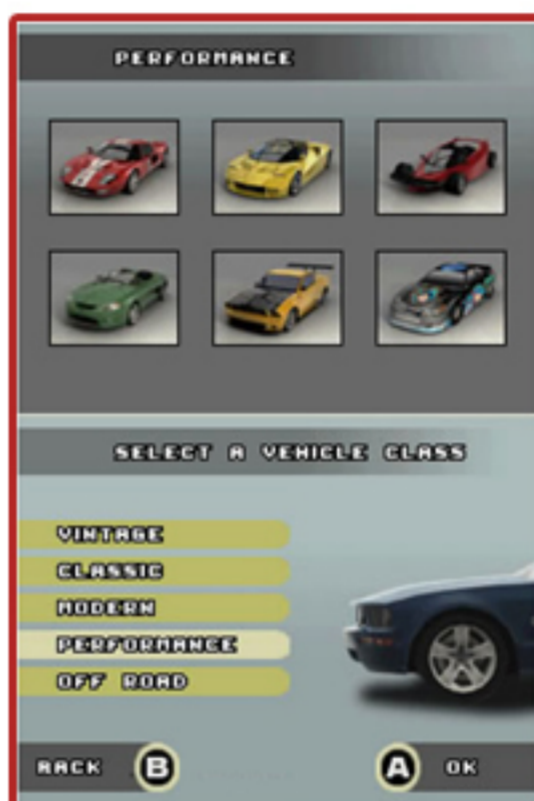 PERFORMANCE
SELECT A VEHICLE CLASS
VINTAGE
CLASSIC
MODERN
PERFORMANCE
OFF ROAD
BACK B A OK